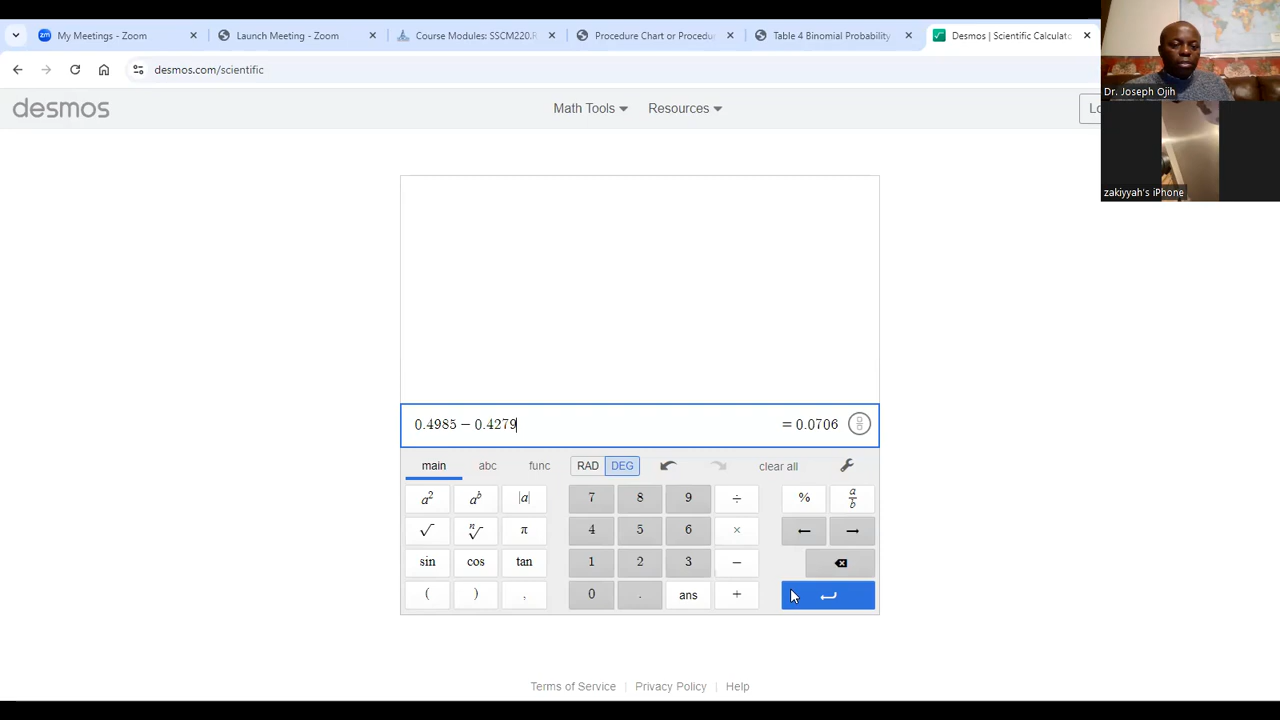 My Meetings - Zoom
Launch Meeting - Zoom
Course Modules: SSCM220.R
Procedure Chart or Procedu
Table 4 Binomial Probability
Desmos | Scientific Calculato
desmos.com/scientific
Dr. Joseph Ojih
zakiyyah's iPhone
desmos
Math Tools
Resources
Lo
0.4985 − 0.4279
= 0.0706
main abc func RAD DEG clear all
a² aᵇ |a| 7 8 9 ÷ % a/b
√ ⁿ√ π 4 5 6 × ← →
sin cos tan 1 2 3 −
( ) , 0 . ans +
Terms of Service | Privacy Policy | Help